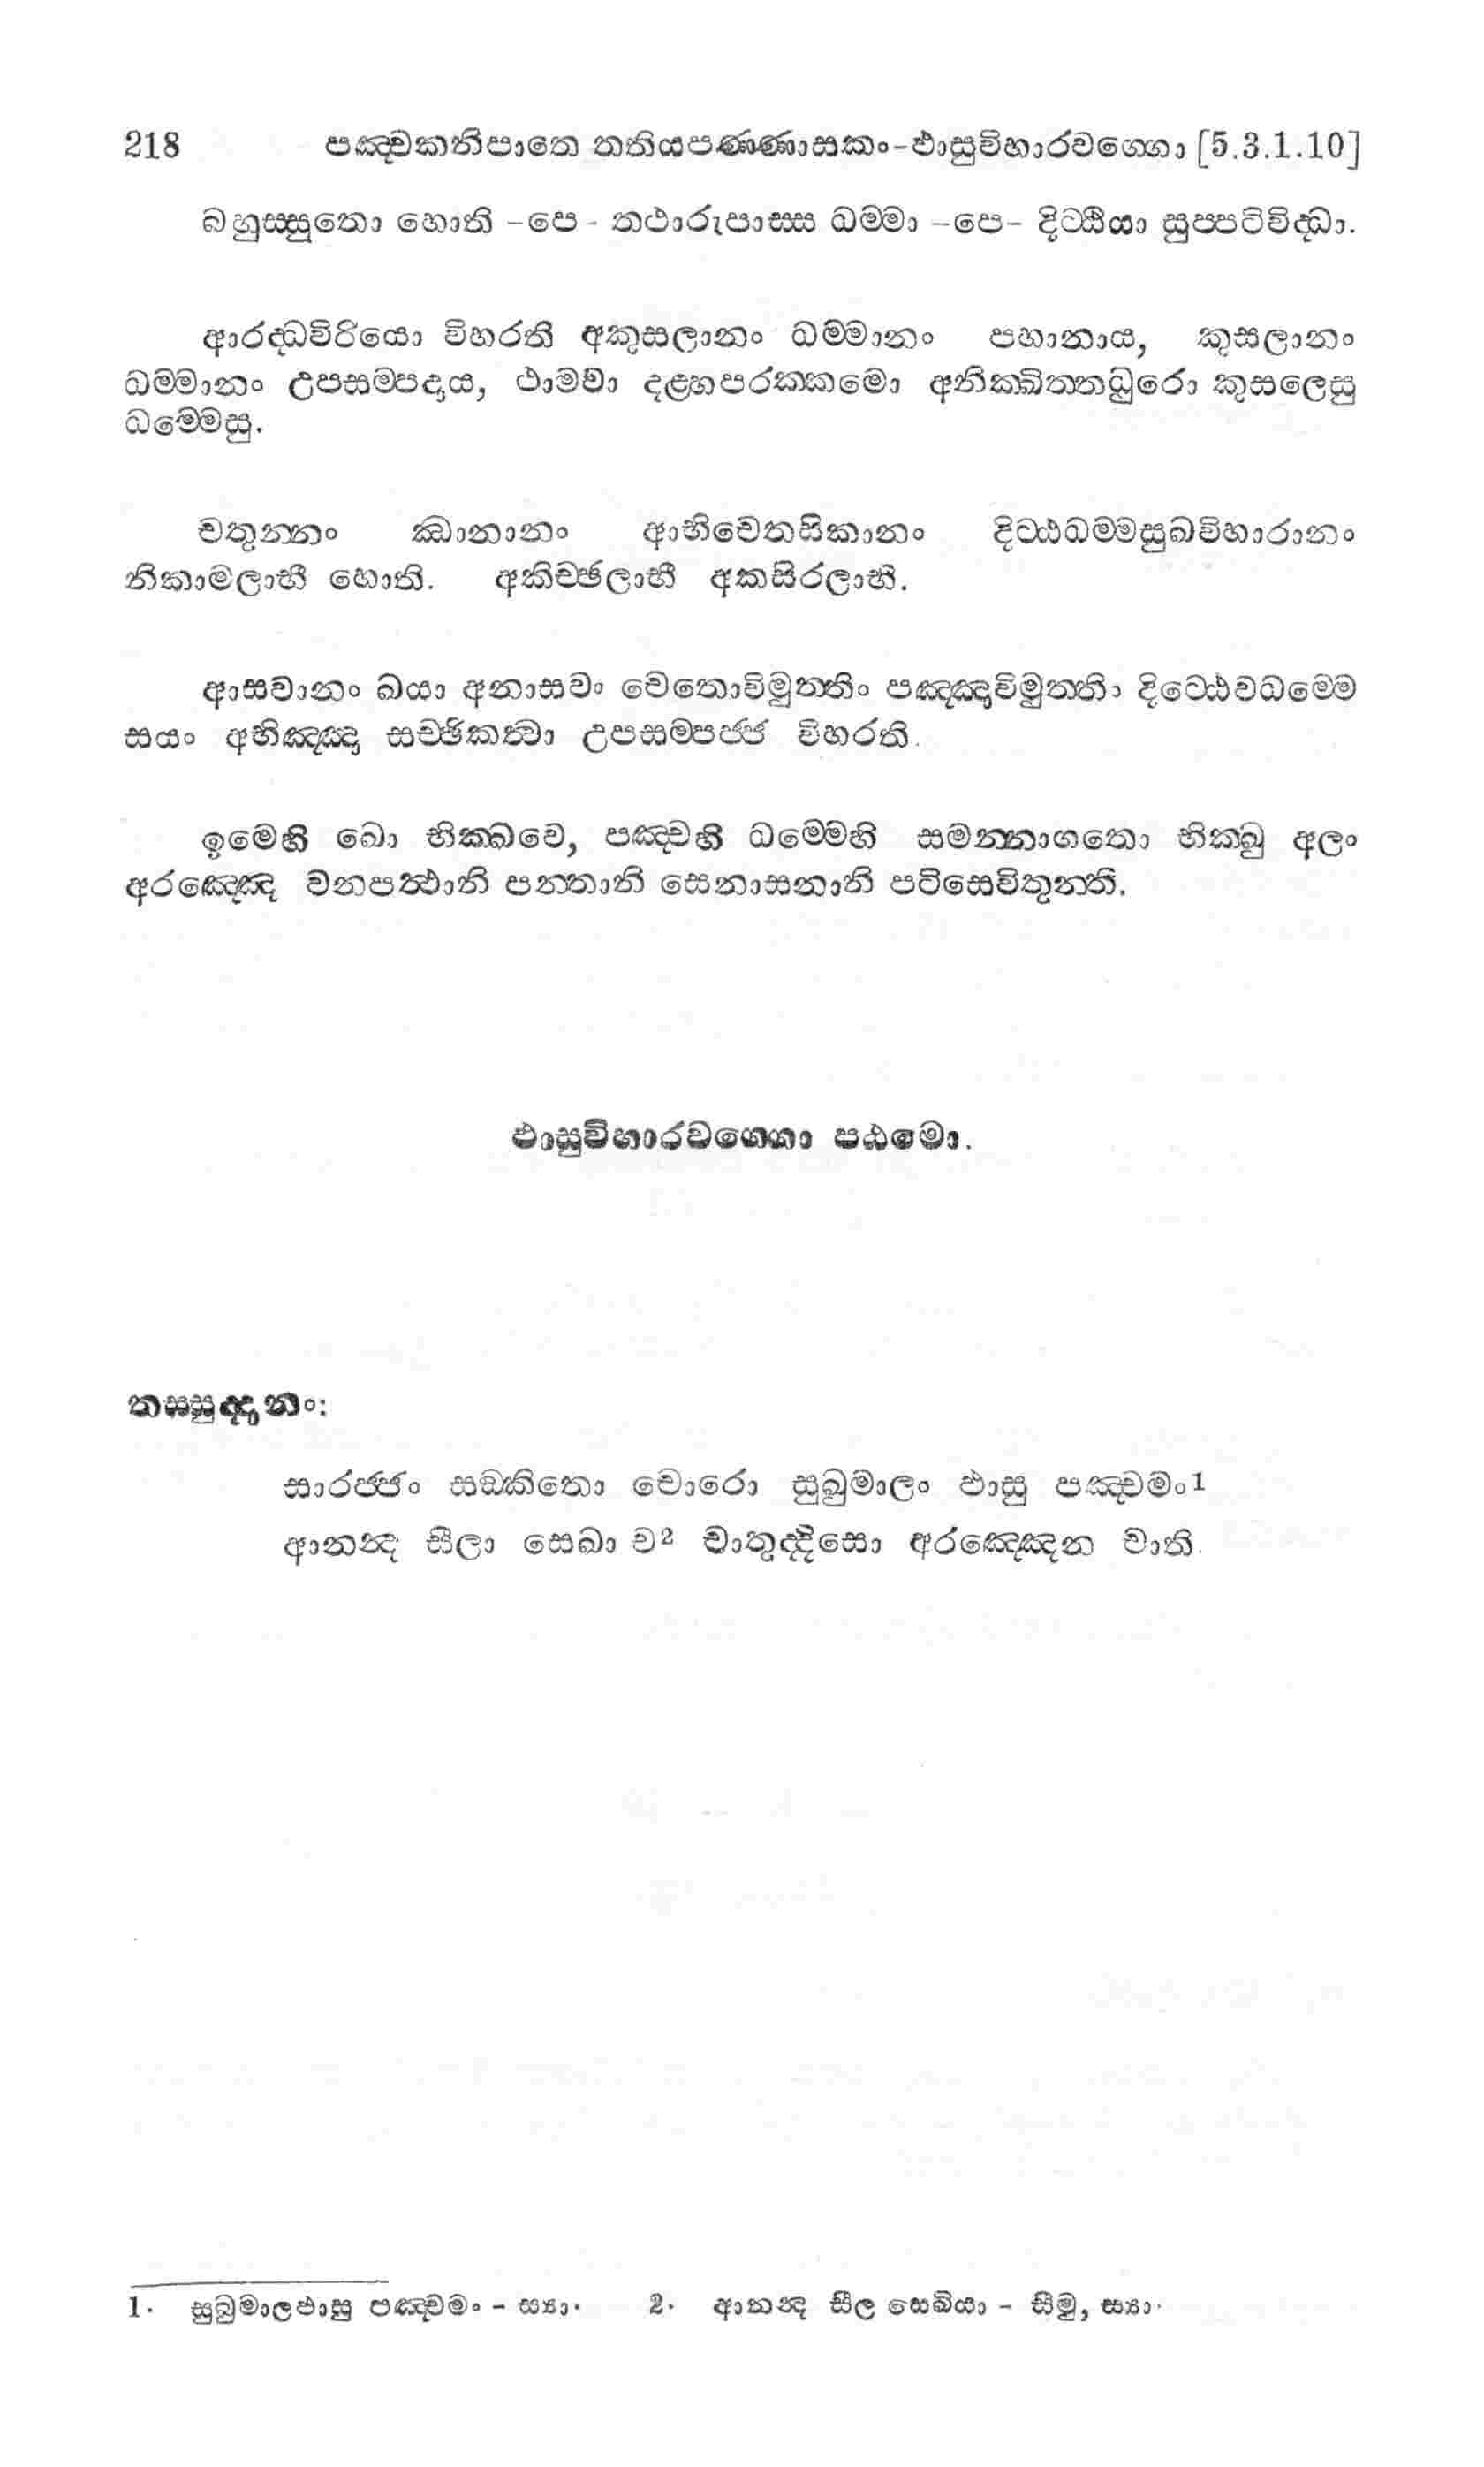 218 පඤ්චකනිපාතෙ තතියපණ්ණාසකං-ඵාසුවිහාරවග්ගො [5.3.1.10]
බහුස්සුතො හොති -පෙ- තථාරූපාස්ස ධම්මා -පෙ- දිට්ඨියා සුප්පටිවිද්ධා.
ආරද්ධවිරියො විහරති අකුසලානං ධම්මානං පහානාය, කුසලානං
ධම්මානං උපසම්පදාය, ථාමවා දළ්හපරක්කමො අනික්ඛිත්තධුරො කුසලෙසු
ධම්මෙසු.
චතුන්නං ඣානානං ආභිචෙතසිකානං දිට්ඨධම්මසුඛවිහාරානං
නිකාමලාභී හොති. අකිච්ඡලාභී අකසිරලාභී.
ආසවානං ඛයා අනාසවං චෙතොවිමුත්තිං පඤ්ඤාවිමුත්තිං දිට්ඨෙවධම්මෙ
සයං අභිඤ්ඤා සච්ඡිකත්වා උපසම්පජ්ජ විහරති.
ඉමෙහි ඛො භික්ඛවෙ, පඤ්චහි ධම්මෙහි සමන්නාගතො භික්ඛු අලං
අරඤ්ඤෙ වනපත්ථානි පන්තානි සෙනාසනානි පටිසෙවිතුන්ති.
ඵාසුවිහාරවග්ගො පඨමො.
තස්සුද්දානං:
සාරජ්ජං සඞ්කිතො චොරො සුඛුමාලං ඵාසු පඤ්චමං1
ආනන්ද සීලා සෙඛා ච2 චාතුද්දිසො අරඤ්ඤෙන චාති.
1. සුඛුමාලඵාසු පඤ්චමං - ස්‍යා. 2. ආනන්ද සීල සෙඛියා - සීමු, ස්‍යා.